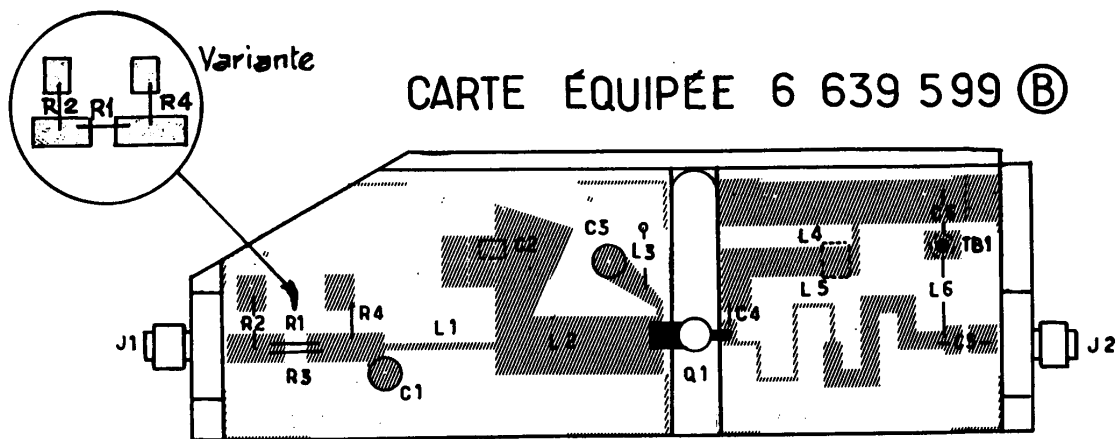 Variante
R2 R1 R4
CARTE ÉQUIPÉE 6 639 599 B
C2
C3
L3
L4
TB1
L5
L6
R2 R1 R4
C4
J1
L1
L2
J2
R3
Q1
C1